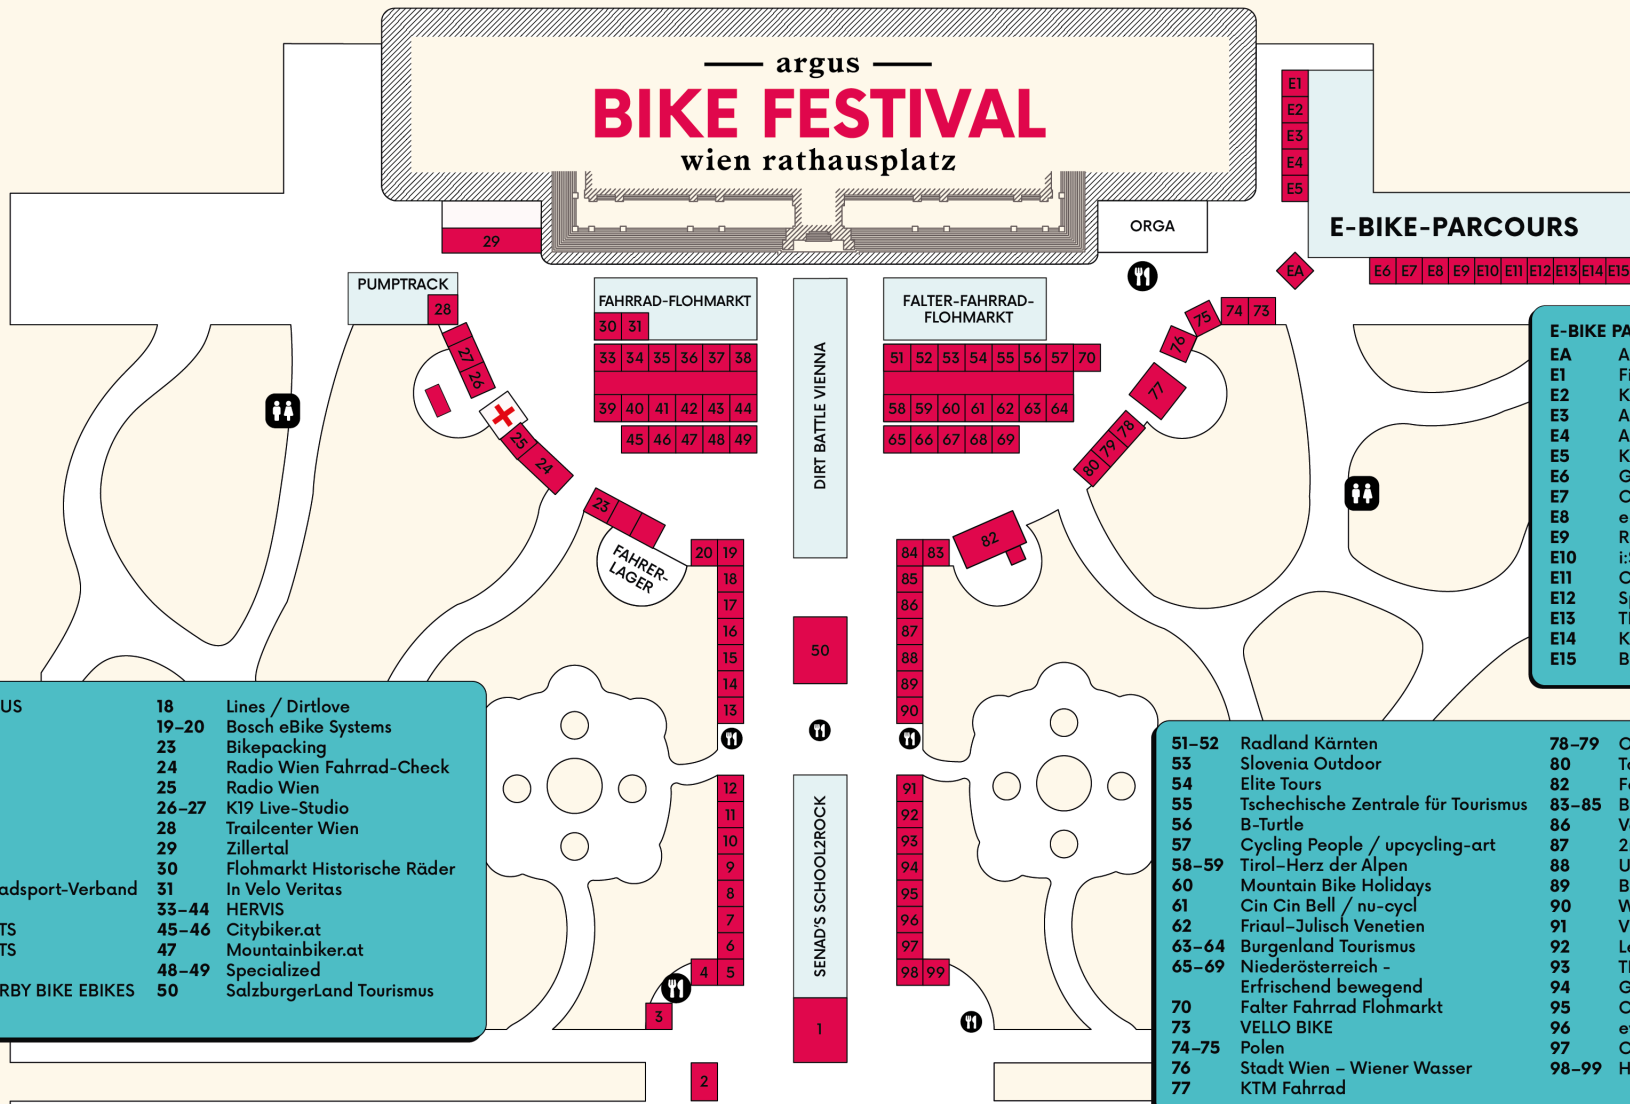 argus
BIKE FESTIVAL
wien rathausplatz
E1
E2
E3
E4
E5
ORGA
E-BIKE-PARCOURS
29
EA
E6 E7 E8 E9 E10 E11 E12 E13 E14 E15
PUMPTRACK
28
27
26
25
24
23
FAHRER-
LAGER
FAHRRAD-FLOHMARKT
30 31
33 34 35 36 37 38
39 40 41 42 43 44
45 46 47 48 49
DIRT BATTLE VIENNA
FALTER-FAHRRAD-
FLOHMARKT
51 52 53 54 55 56 57 70
58 59 60 61 62 63 64
65 66 67 68 69
75 74 73
76
77
78
79
80
82
20 19
18
17
16
15
14
13
12
11
10
9
8
7
6
4 5
3
2
50
SENAD'S SCHOOL2ROCK
1
84 83
85
86
87
88
89
90
91
92
93
94
95
96
97
98 99
E-BIKE PA
EA A
E1 Fi
E2 K
E3 A
E4 A
E5 K
E6 G
E7 C
E8 e
E9 R
E10 i:S
E11 C
E12 Sp
E13 Tl
E14 K
E15 B
US
adsport-Verband
TS
TS
RBY BIKE EBIKES
18 Lines / Dirtlove
19–20 Bosch eBike Systems
23 Bikepacking
24 Radio Wien Fahrrad-Check
25 Radio Wien
26–27 K19 Live-Studio
28 Trailcenter Wien
29 Zillertal
30 Flohmarkt Historische Räder
31 In Velo Veritas
33–44 HERVIS
45–46 Citybiker.at
47 Mountainbiker.at
48–49 Specialized
50 SalzburgerLand Tourismus
51–52 Radland Kärnten
53 Slovenia Outdoor
54 Elite Tours
55 Tschechische Zentrale für Tourismus
56 B-Turtle
57 Cycling People / upcycling-art
58–59 Tirol–Herz der Alpen
60 Mountain Bike Holidays
61 Cin Cin Bell / nu-cycl
62 Friaul–Julisch Venetien
63–64 Burgenland Tourismus
65–69 Niederösterreich -
Erfrischend bewegend
70 Falter Fahrrad Flohmarkt
73 VELLO BIKE
74–75 Polen
76 Stadt Wien – Wiener Wasser
77 KTM Fahrrad
78–79
80
82
83–85 B
86
87
88 U
89 B
90 W
91 V
92
93
94 G
95
96
97
98–99 H